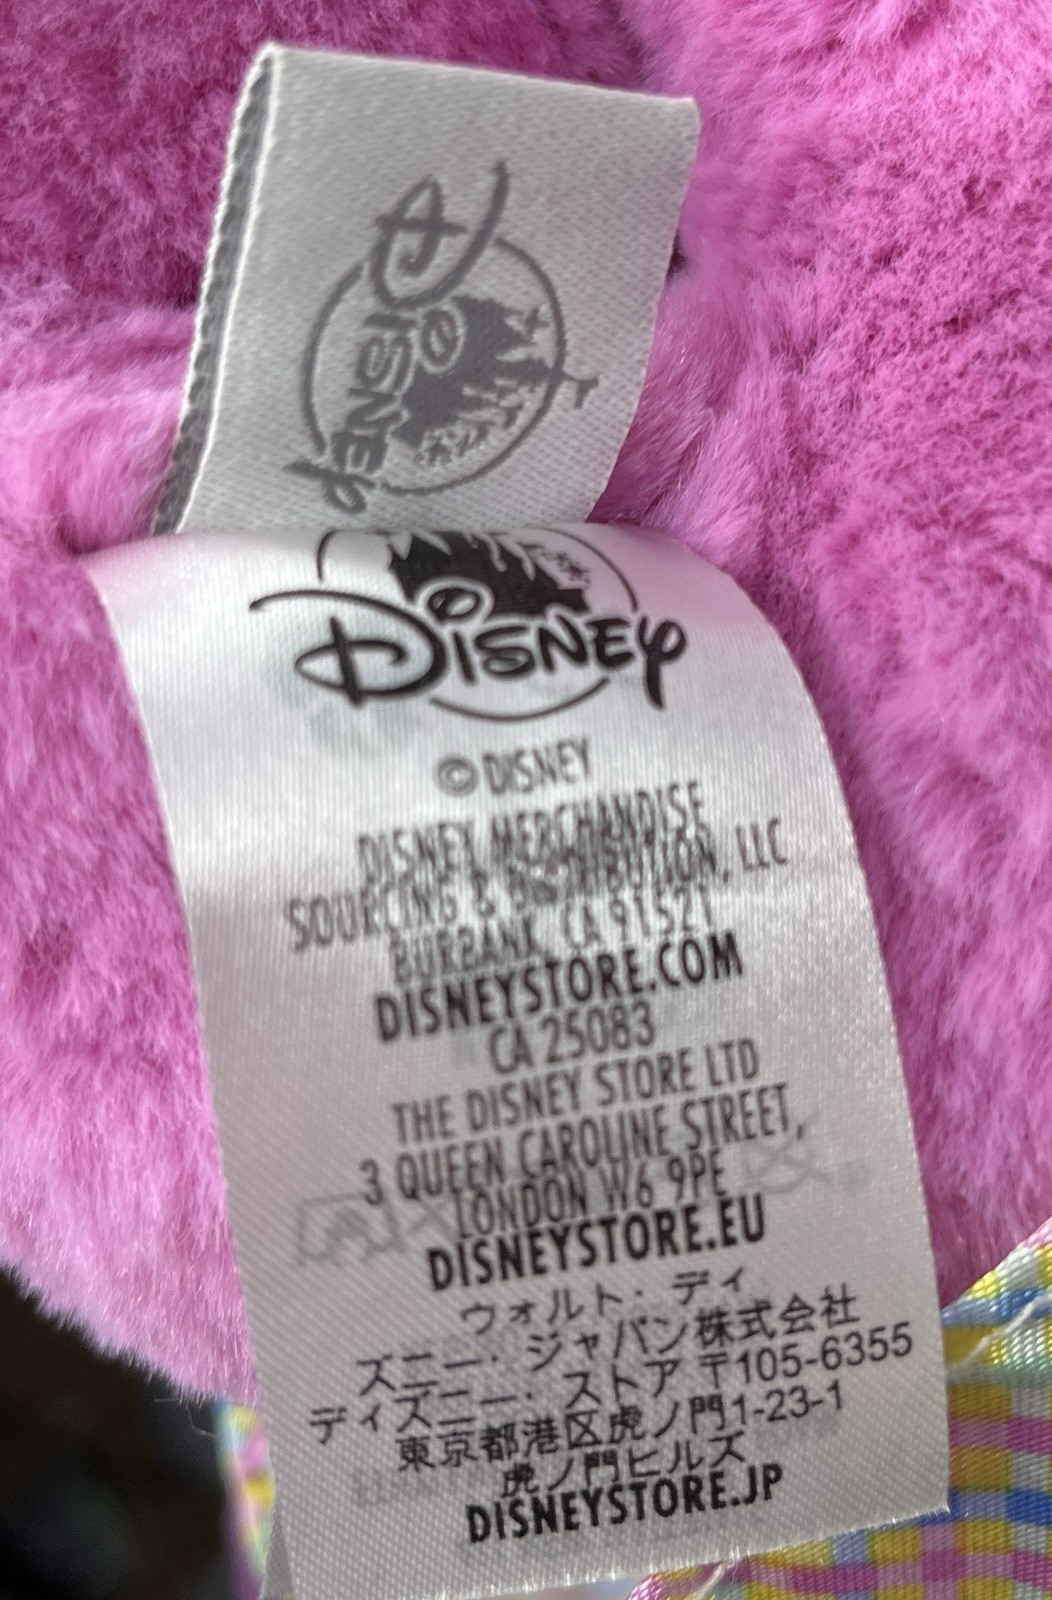 Disney
Disney
© DISNEY
DISNEY MERCHANDISE
SOURCING & DISTRIBUTION, LLC
BURBANK, CA 91521
DISNEYSTORE.COM
CA 25083
THE DISNEY STORE LTD
3 QUEEN CAROLINE STREET,
LONDON W6 9PE
DISNEYSTORE.EU
ウォルト・ディ
ズニー・ジャパン株式会社
ディズニー・ストア 〒105-6355
東京都港区虎ノ門1-23-1
虎ノ門ヒルズ
DISNEYSTORE.JP